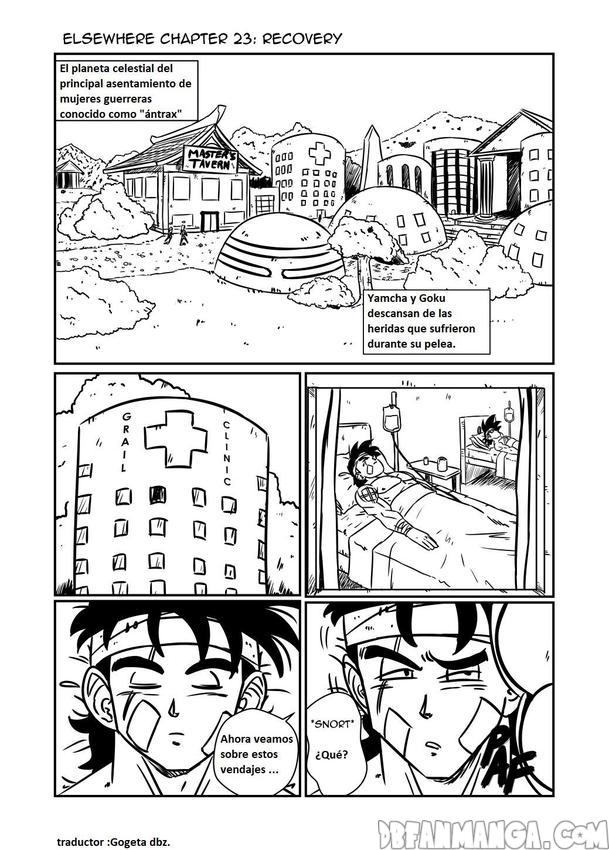 ELSEWHERE CHAPTER 23: RECOVERY
El planeta celestial del
principal asentamiento de
mujeres guerreras
conocido como "ántrax"
MASTER'S
TAVERN
Yamcha y Goku
descansan de las
heridas que sufrieron
durante su pelea.
GRAIL
CLINIC
Ahora veamos
sobre estos
vendajes ...
"SNORT"
¿Qué?
PAF
traductor :Gogeta dbz.
DBFANMANGA.COM